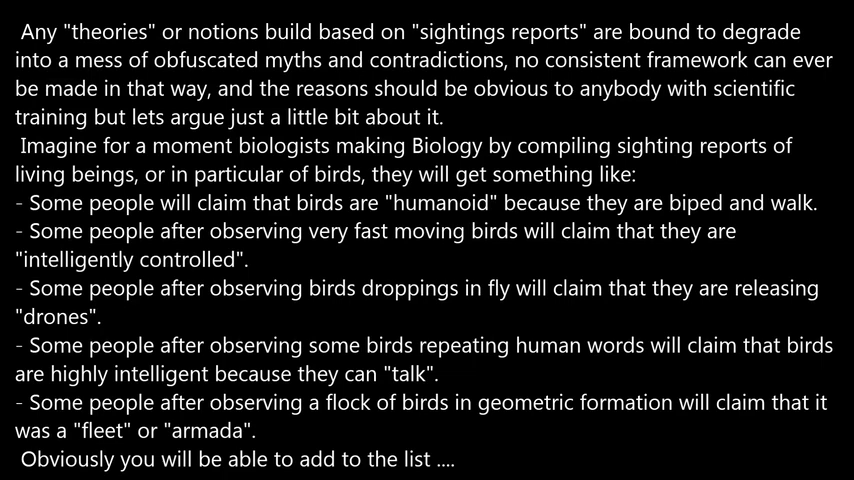 Any "theories" or notions build based on "sightings reports" are bound to degrade
into a mess of obfuscated myths and contradictions, no consistent framework can ever
be made in that way, and the reasons should be obvious to anybody with scientific
training but lets argue just a little bit about it.
Imagine for a moment biologists making Biology by compiling sighting reports of
living beings, or in particular of birds, they will get something like:
- Some people will claim that birds are "humanoid" because they are biped and walk.
- Some people after observing very fast moving birds will claim that they are
"intelligently controlled".
- Some people after observing birds droppings in fly will claim that they are releasing
"drones".
- Some people after observing some birds repeating human words will claim that birds
are highly intelligent because they can "talk".
- Some people after observing a flock of birds in geometric formation will claim that it
was a "fleet" or "armada".
Obviously you will be able to add to the list ....